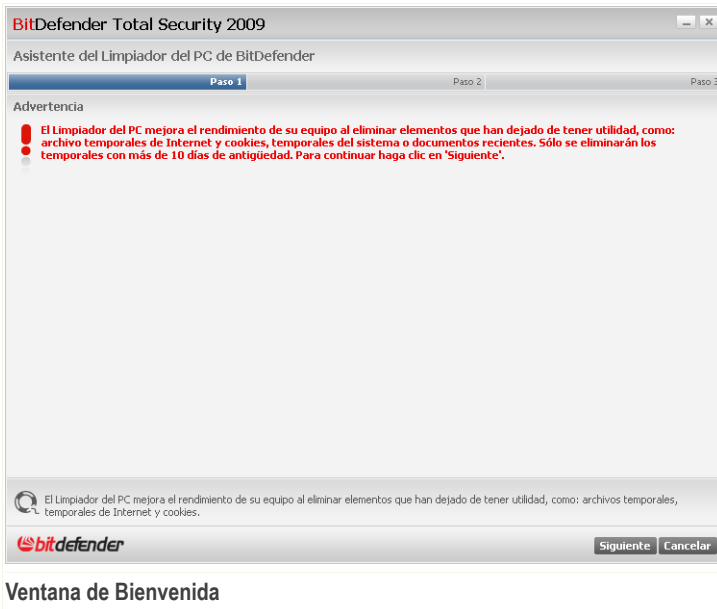 BitDefender Total Security 2009
Asistente del Limpiador del PC de BitDefender
Paso 1
Paso 2
Paso 3
Advertencia
El Limpiador del PC mejora el rendimiento de su equipo al eliminar elementos que han dejado de tener utilidad, como:
archivo temporales de Internet y cookies, temporales del sistema o documentos recientes. Sólo se eliminarán los
temporales con más de 10 días de antigüedad. Para continuar haga clic en 'Siguiente'.
El Limpiador del PC mejora el rendimiento de su equipo al eliminar elementos que han dejado de tener utilidad, como: archivos temporales,
temporales de Internet y cookies.
bitdefender
Siguiente
Cancelar
Ventana de Bienvenida